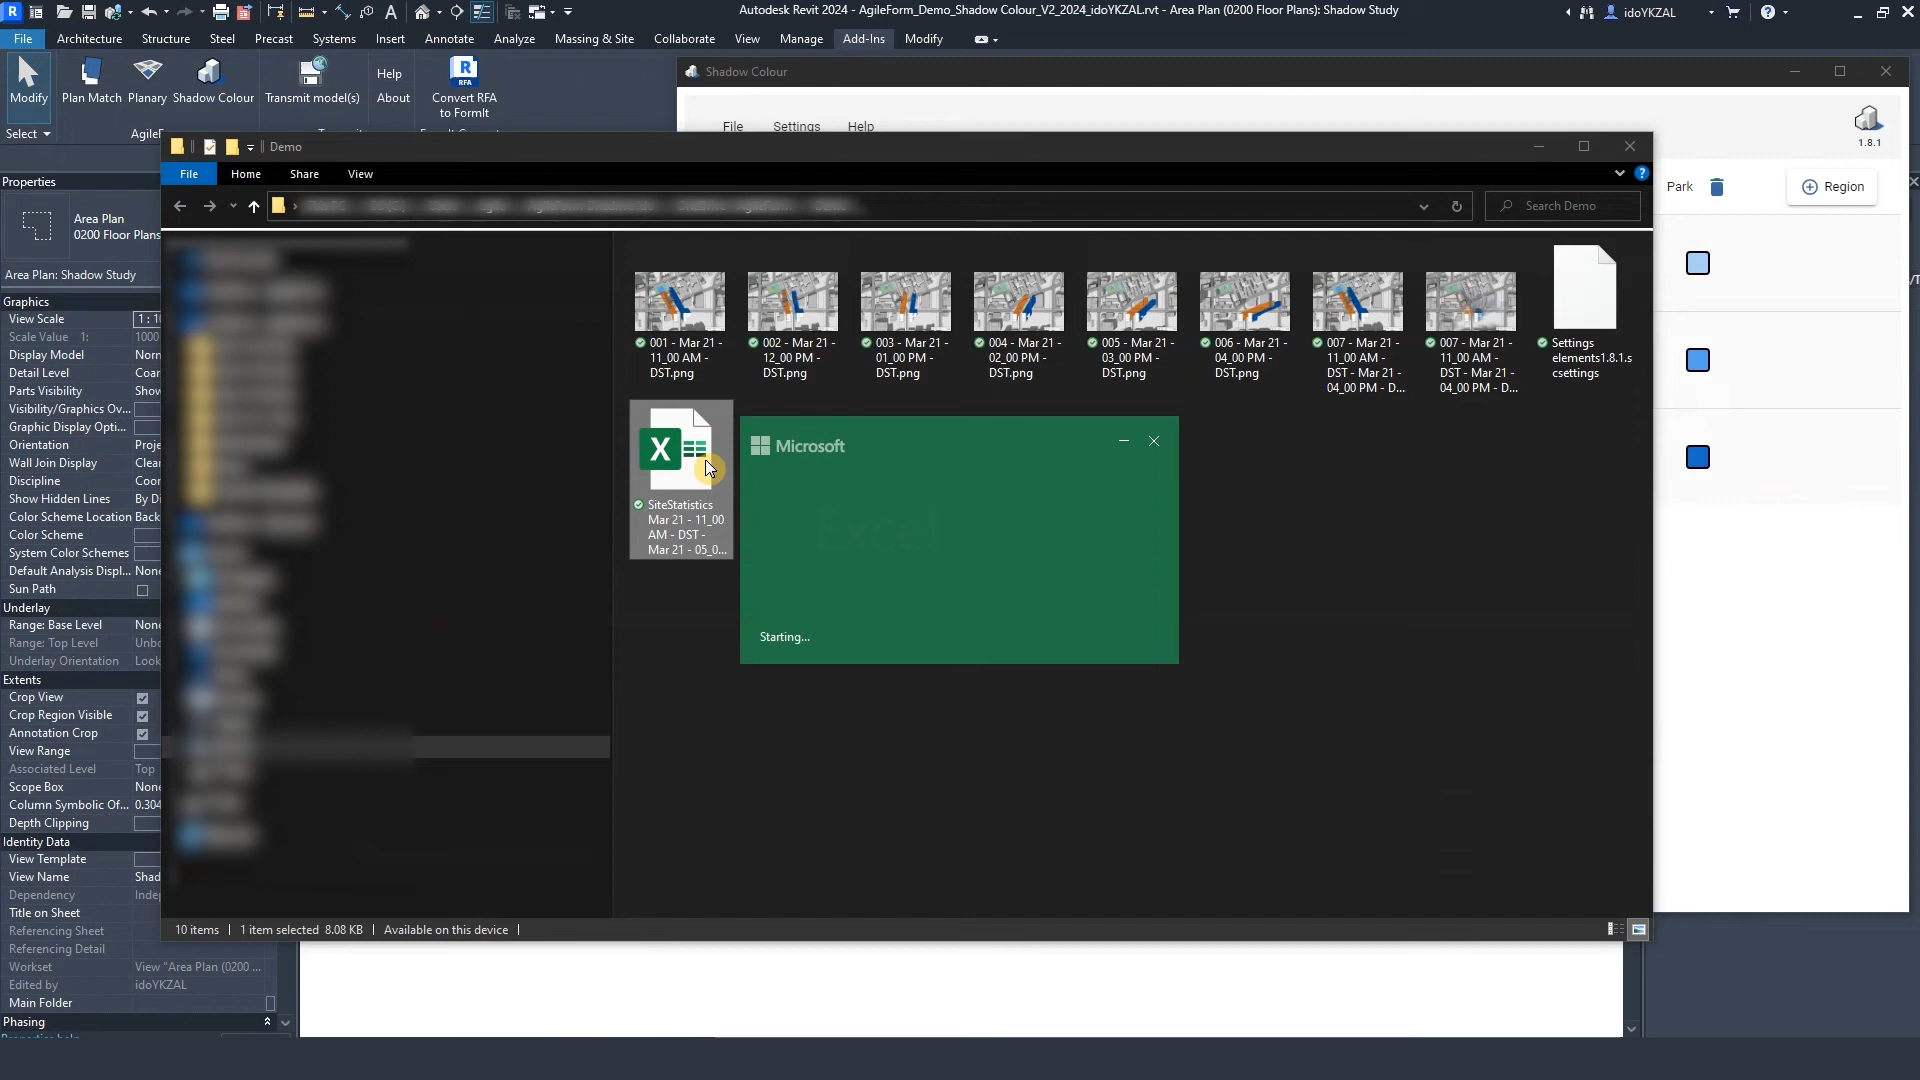 Autodesk Revit 2024 - AgileForm_Demo_Shadow Colour_V2_2024_idoYKZAL.rvt - Area Plan (0200 Floor Plans): Shadow Study
idoYKZAL
File Architecture Structure Steel Precast Systems Insert Annotate Analyze Massing & Site Collaborate View Manage Add-Ins Modify
Modify
Plan Match
Planary
Shadow Colour
Transmit model(s)
Help
About
RFA
Convert RFA
to FormIt
Select
Shadow Colour
File Settings Help
1.8.1
Park
Region
Demo
File Home Share View
Search Demo
Properties
Area Plan
0200 Floor Plans
Area Plan: Shadow Study
Graphics
View Scale
Scale Value 1: 1000
Display Model
Detail Level
Parts Visibility
Visibility/Graphics Ov...
Graphic Display Opti...
Orientation
Wall Join Display
Discipline
Show Hidden Lines
Color Scheme Location
Color Scheme
System Color Schemes
Default Analysis Displ...
Sun Path
Underlay
Range: Base Level
Range: Top Level
Underlay Orientation
Extents
Crop View
Crop Region Visible
Annotation Crop
View Range
Associated Level Top
Scope Box
Column Symbolic Of... 0.304
Depth Clipping
Identity Data
View Template
View Name
Dependency
Title on Sheet
Referencing Sheet
Referencing Detail
Workset View "Area Plan (0200 ...
Edited by idoYKZAL
Main Folder
Phasing
001 - Mar 21 -
11_00 AM -
DST.png
002 - Mar 21 -
12_00 PM -
DST.png
003 - Mar 21 -
01_00 PM -
DST.png
004 - Mar 21 -
02_00 PM -
DST.png
005 - Mar 21 -
03_00 PM -
DST.png
006 - Mar 21 -
04_00 PM -
DST.png
007 - Mar 21 -
11_00 AM -
DST - Mar 21 -
04_00 PM - D...
007 - Mar 21 -
11_00 AM -
DST - Mar 21 -
04_00 PM - D...
Settings
elements1.8.1.s
csettings
X
SiteStatistics
Mar 21 - 11_00
AM - DST -
Mar 21 - 05_0...
Microsoft
Excel
Starting...
10 items 1 item selected 8.08 KB Available on this device